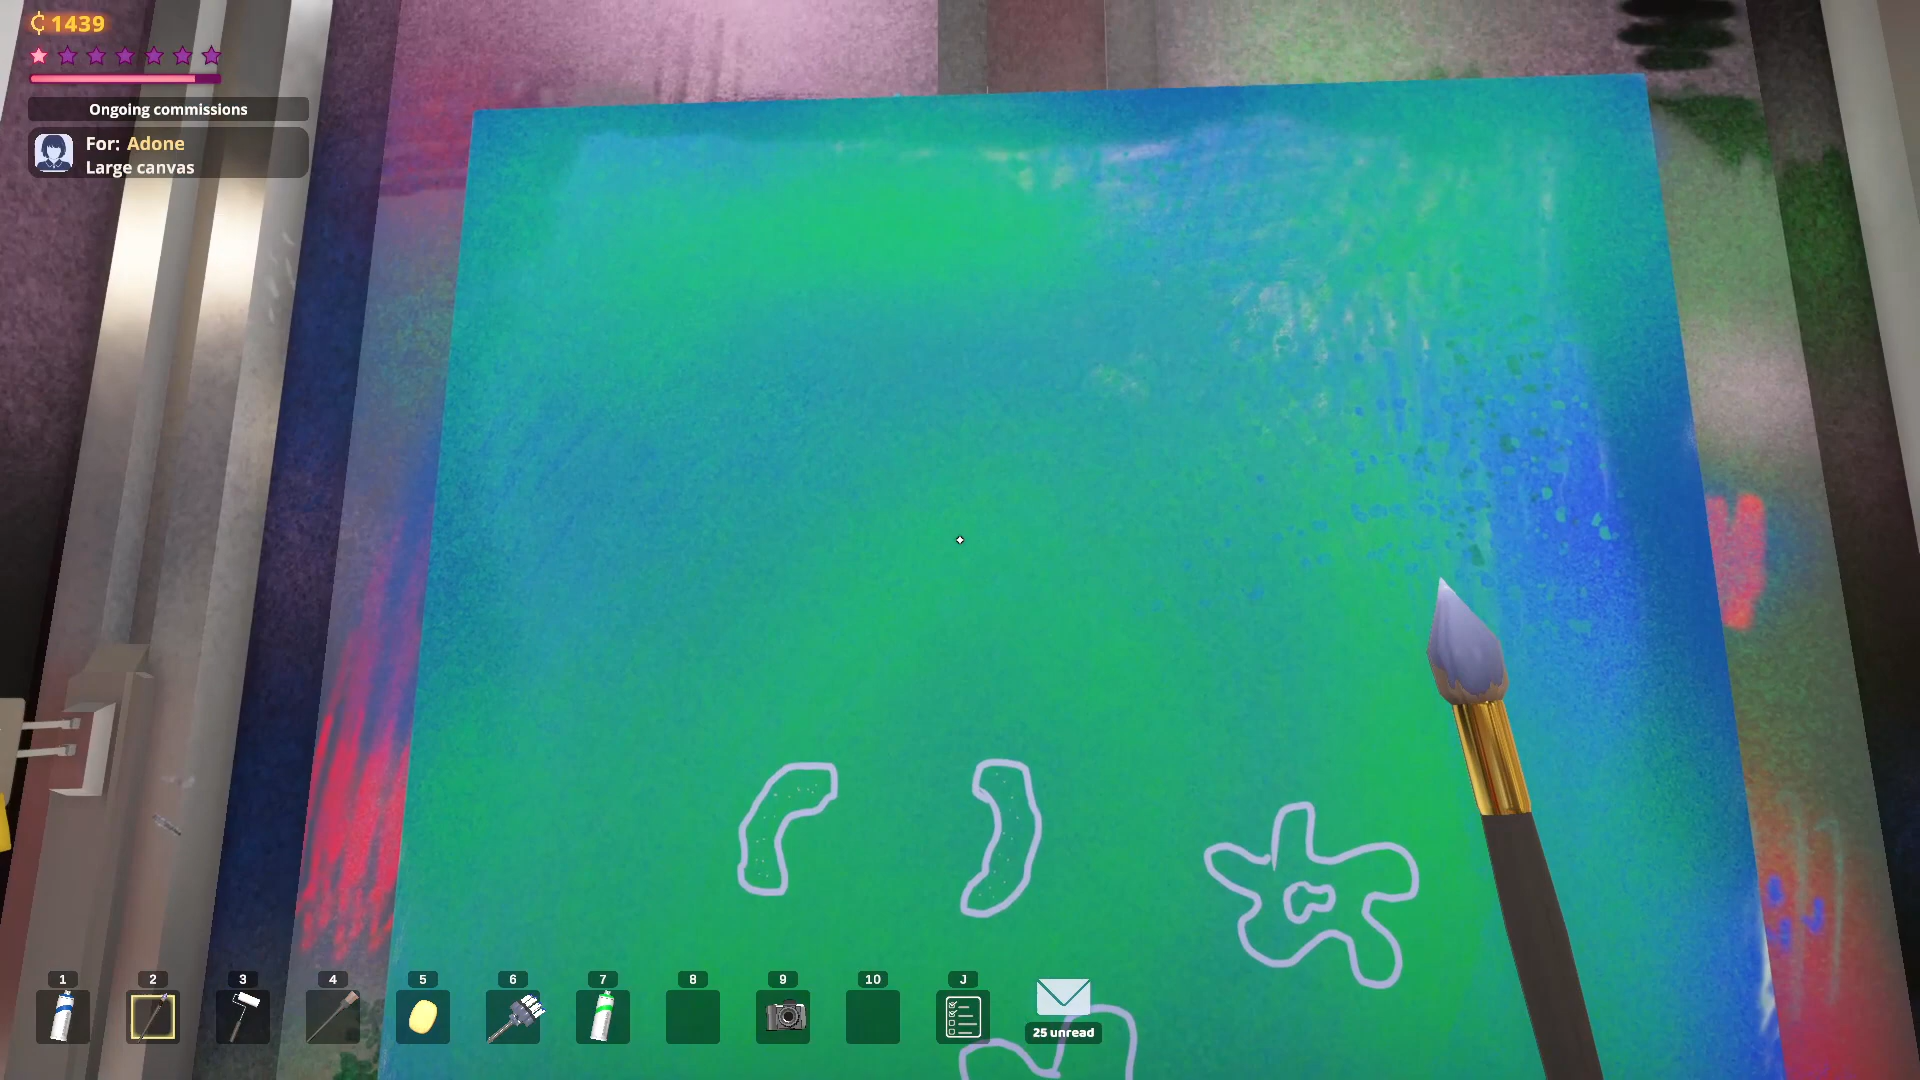 ₵ 1439
Ongoing commissions
For: Adone
Large canvas
1 2 3 4 5 6 7 8 9 10 J
25 unread